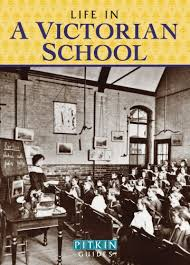 LIFE IN
A VICTORIAN
SCHOOL
PITKIN
GUIDES